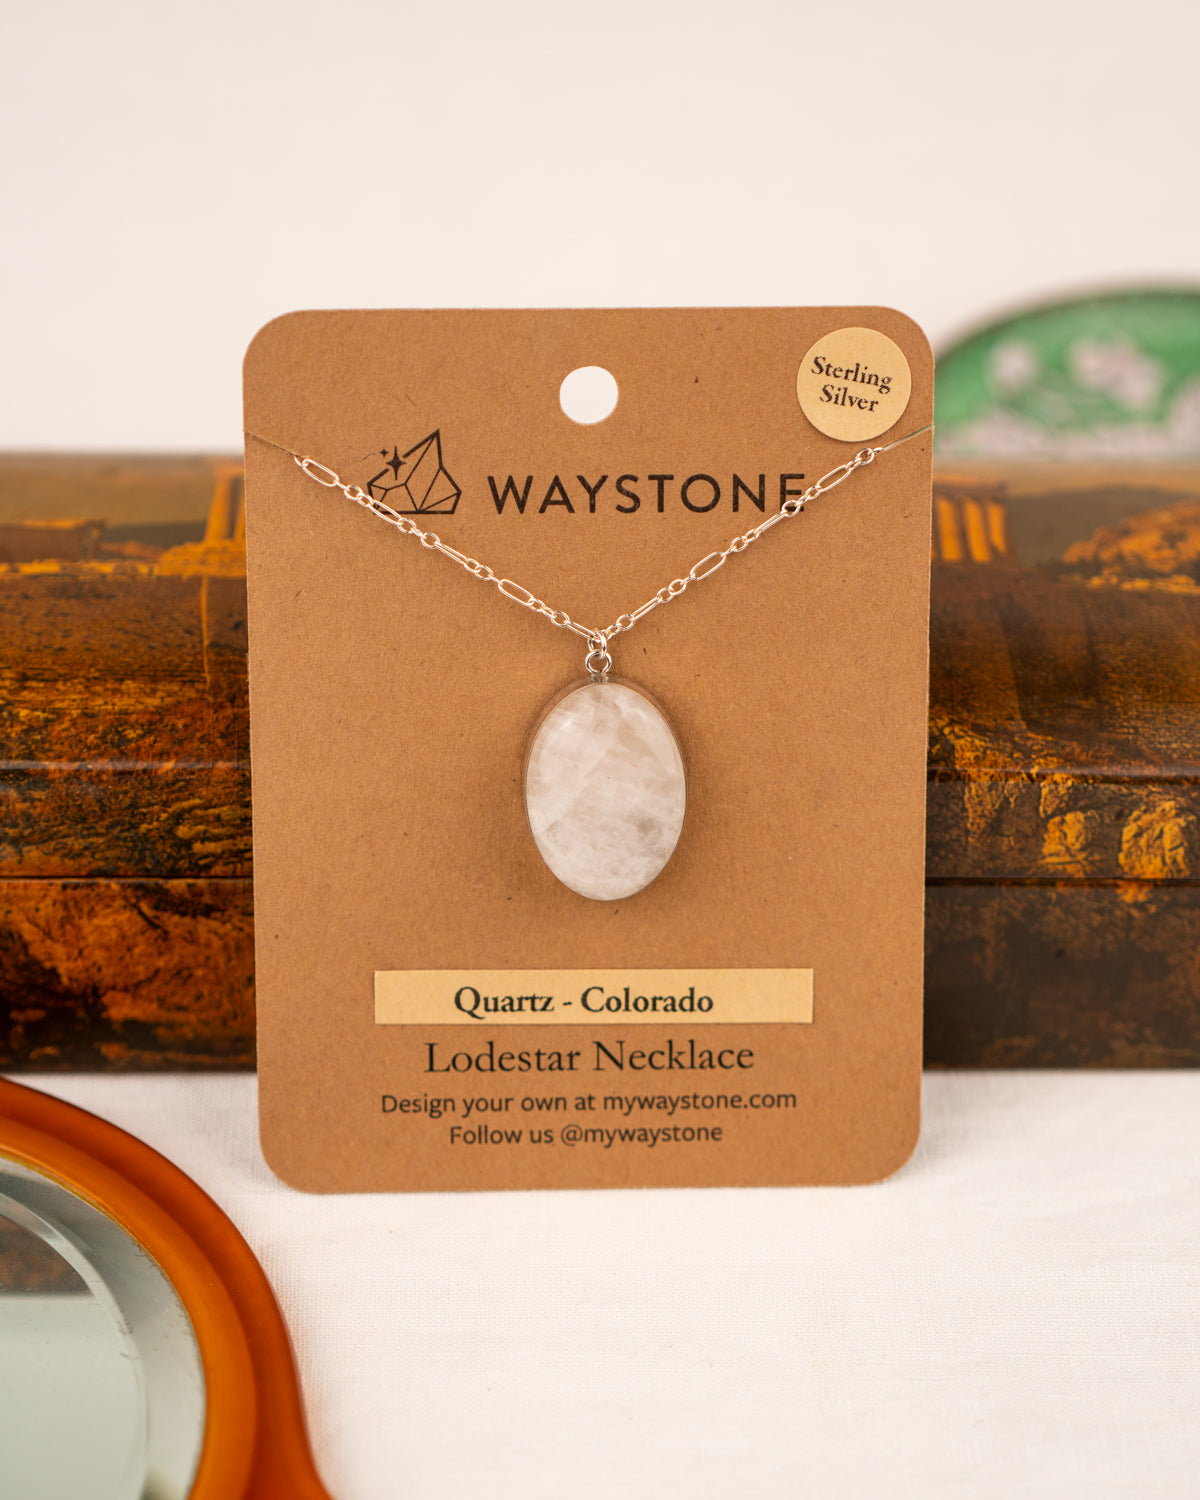 Sterling
Silver
WAYSTONE
Quartz - Colorado
Lodestar Necklace
Design your own at mywaystone.com
Follow us @mywaystone